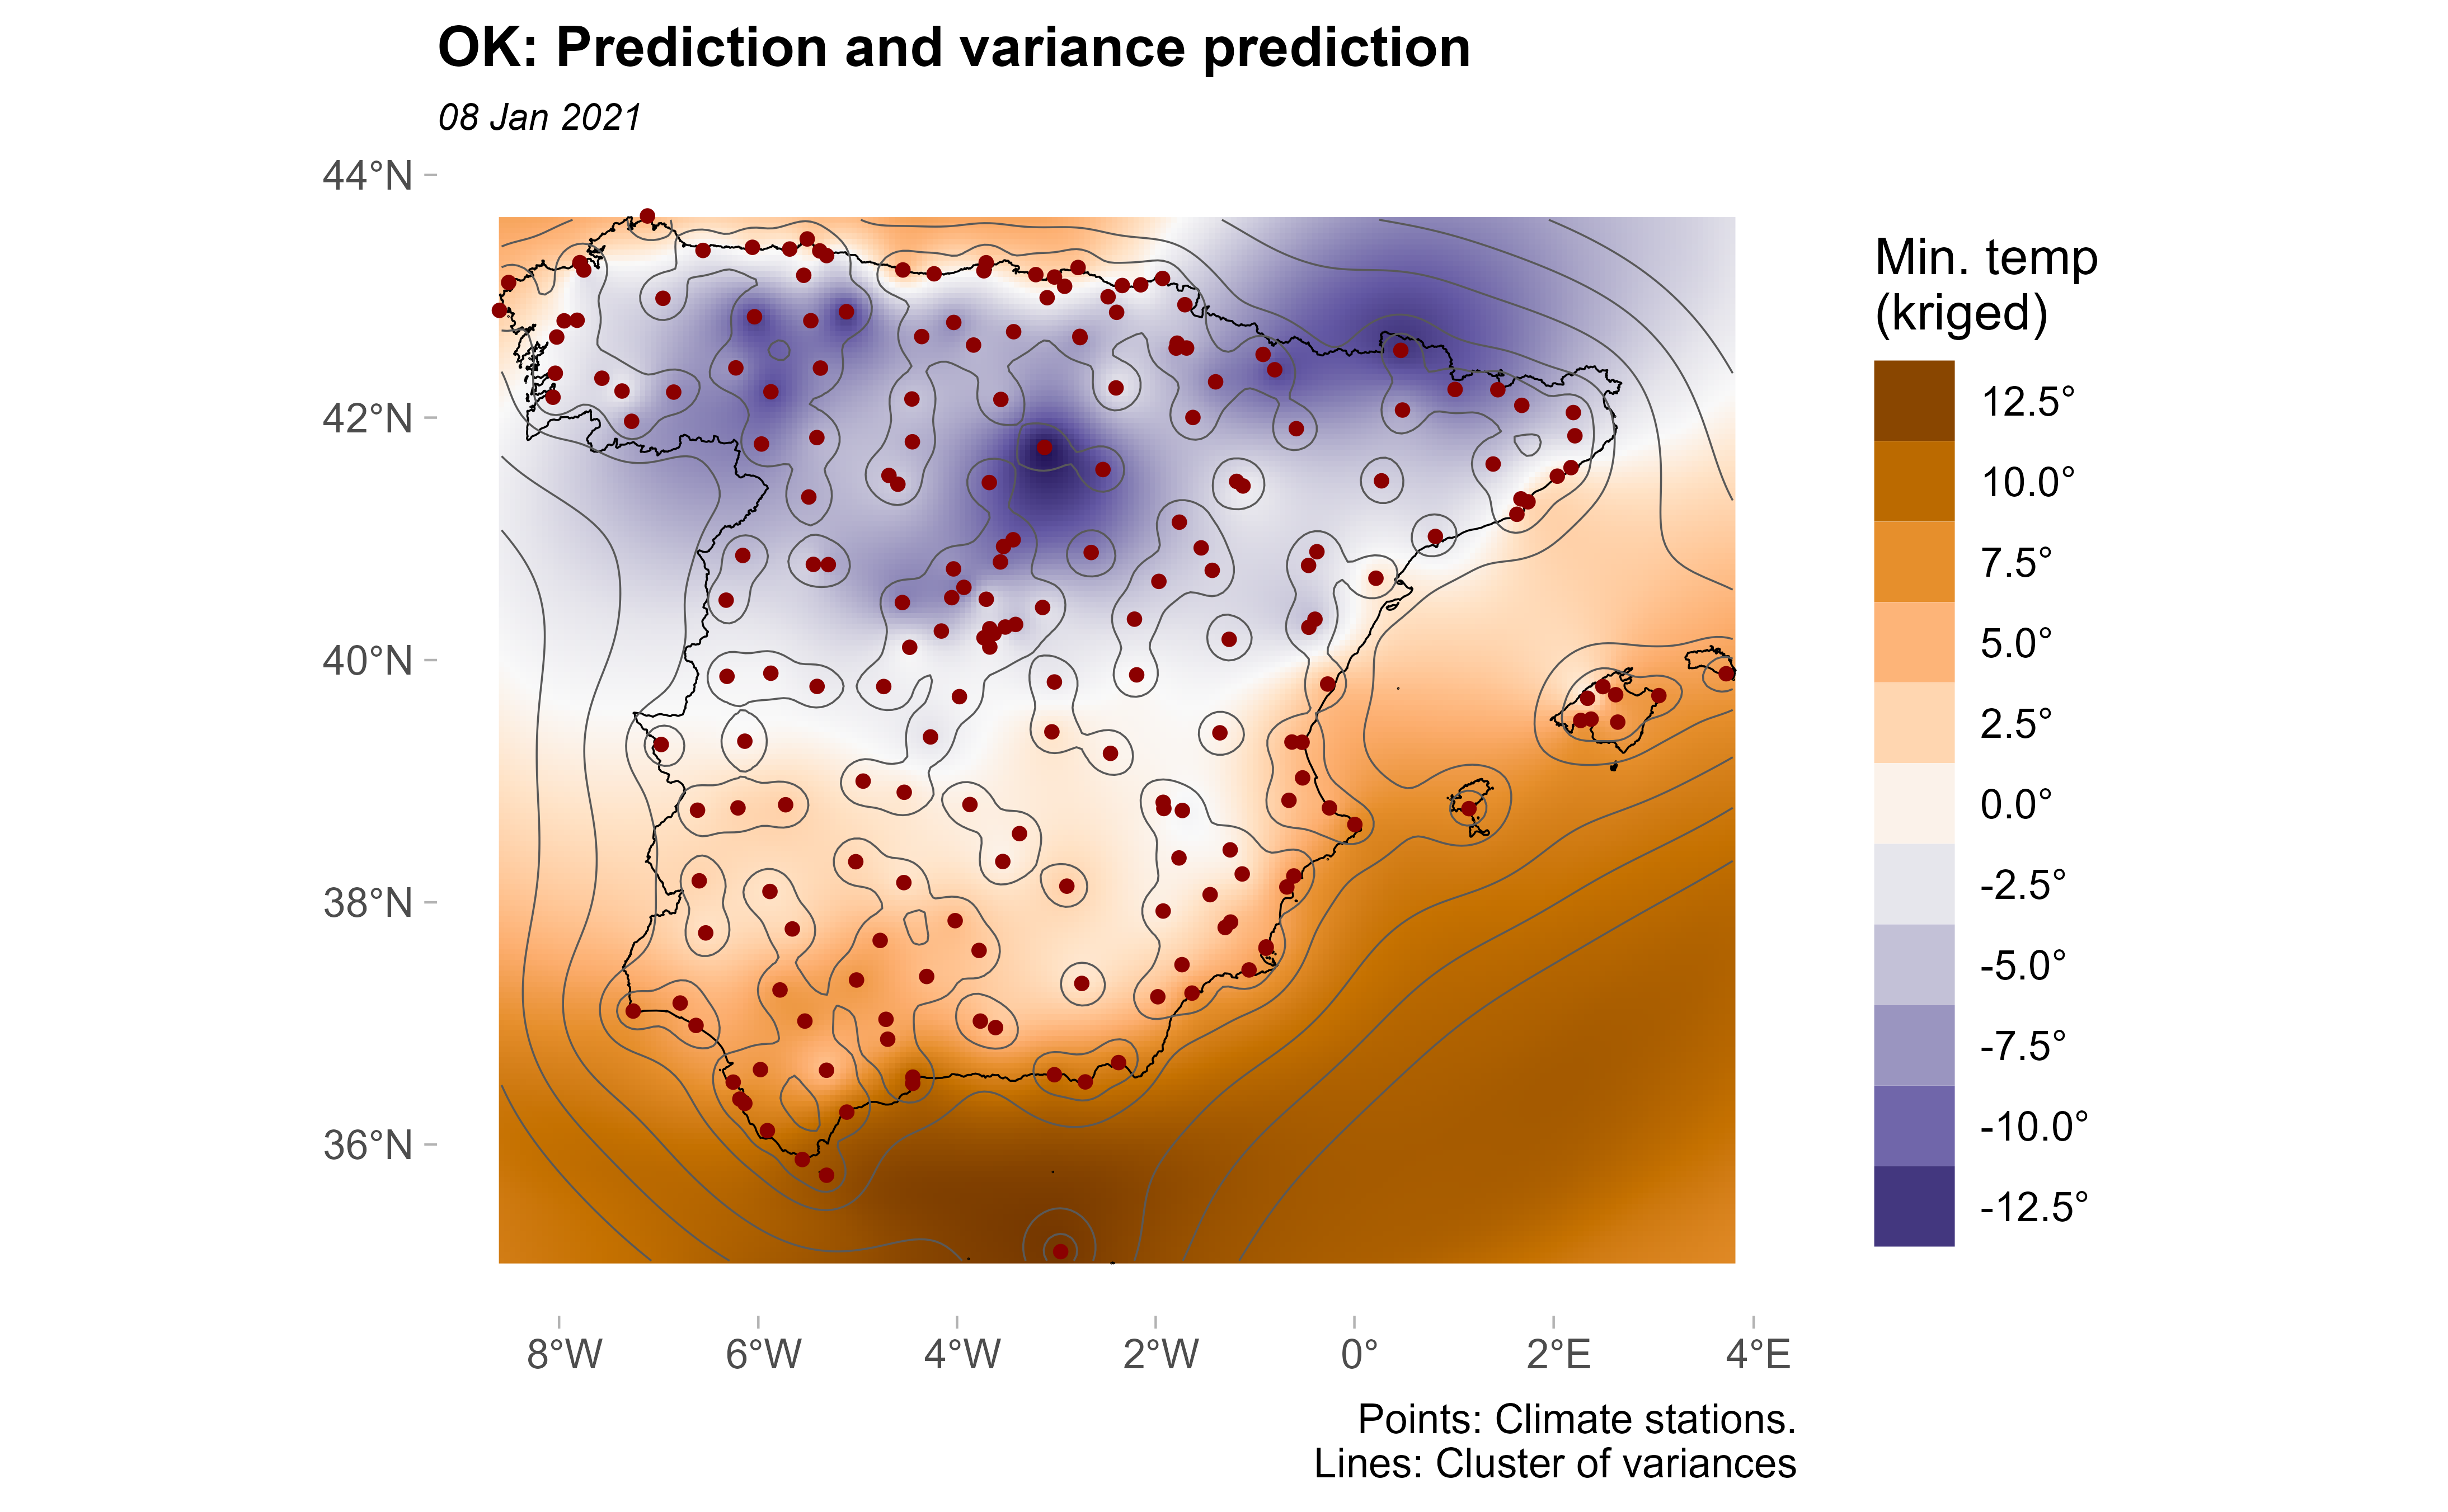 OK: Prediction and variance prediction
08 Jan 2021
44°N
42°N
40°N
38°N
36°N
8°W
6°W
4°W
2°W
0°
2°E
4°E
Min. temp
(kriged)
12.5°
10.0°
7.5°
5.0°
2.5°
0.0°
-2.5°
-5.0°
-7.5°
-10.0°
-12.5°
Points: Climate stations.
Lines: Cluster of variances